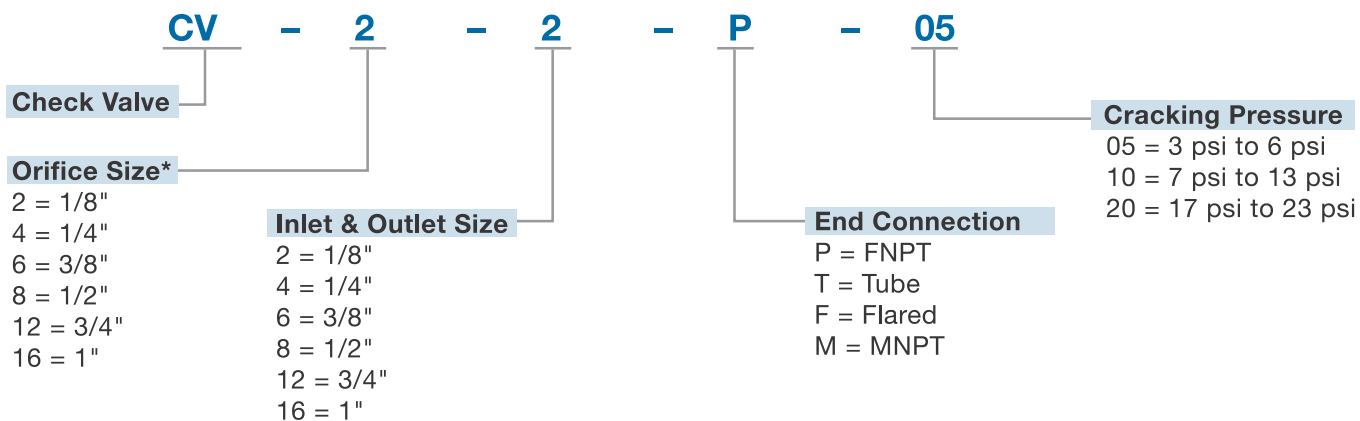 CV – 2 – 2 – P – 05
Check Valve
Orifice Size*
2 = 1/8"
4 = 1/4"
6 = 3/8"
8 = 1/2"
12 = 3/4"
16 = 1"
Inlet & Outlet Size
2 = 1/8"
4 = 1/4"
6 = 3/8"
8 = 1/2"
12 = 3/4"
16 = 1"
End Connection
P = FNPT
T = Tube
F = Flared
M = MNPT
Cracking Pressure
05 = 3 psi to 6 psi
10 = 7 psi to 13 psi
20 = 17 psi to 23 psi